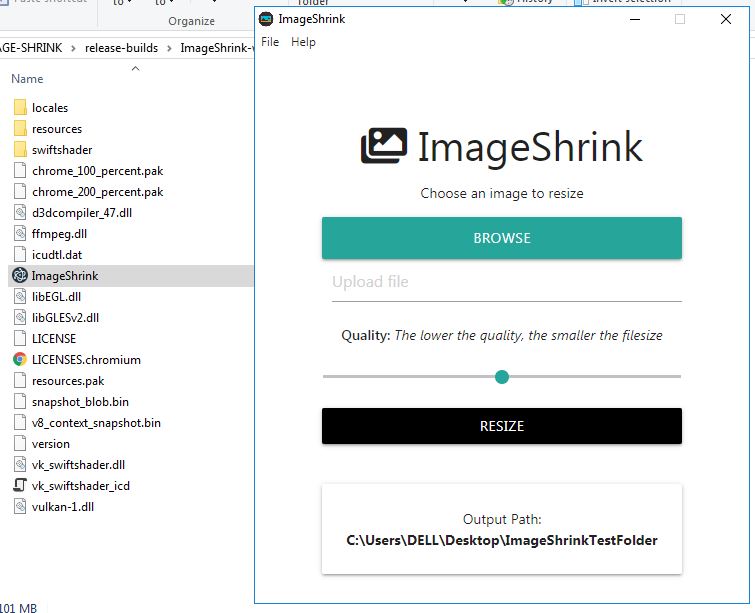 Paste shortcut
to
to
folder
History
Invert selection
Organize
AGE-SHRINK
release-builds
ImageShrink-w
Name
locales
resources
swiftshader
chrome_100_percent.pak
chrome_200_percent.pak
d3dcompiler_47.dll
ffmpeg.dll
icudtl.dat
ImageShrink
libEGL.dll
libGLESv2.dll
LICENSE
LICENSES.chromium
resources.pak
snapshot_blob.bin
v8_context_snapshot.bin
version
vk_swiftshader.dll
vk_swiftshader_icd
vulkan-1.dll
101 MB
ImageShrink
File Help
ImageShrink
Choose an image to resize
BROWSE
Upload file
Quality: The lower the quality, the smaller the filesize
RESIZE
Output Path:
C:\Users\DELL\Desktop\ImageShrinkTestFolder